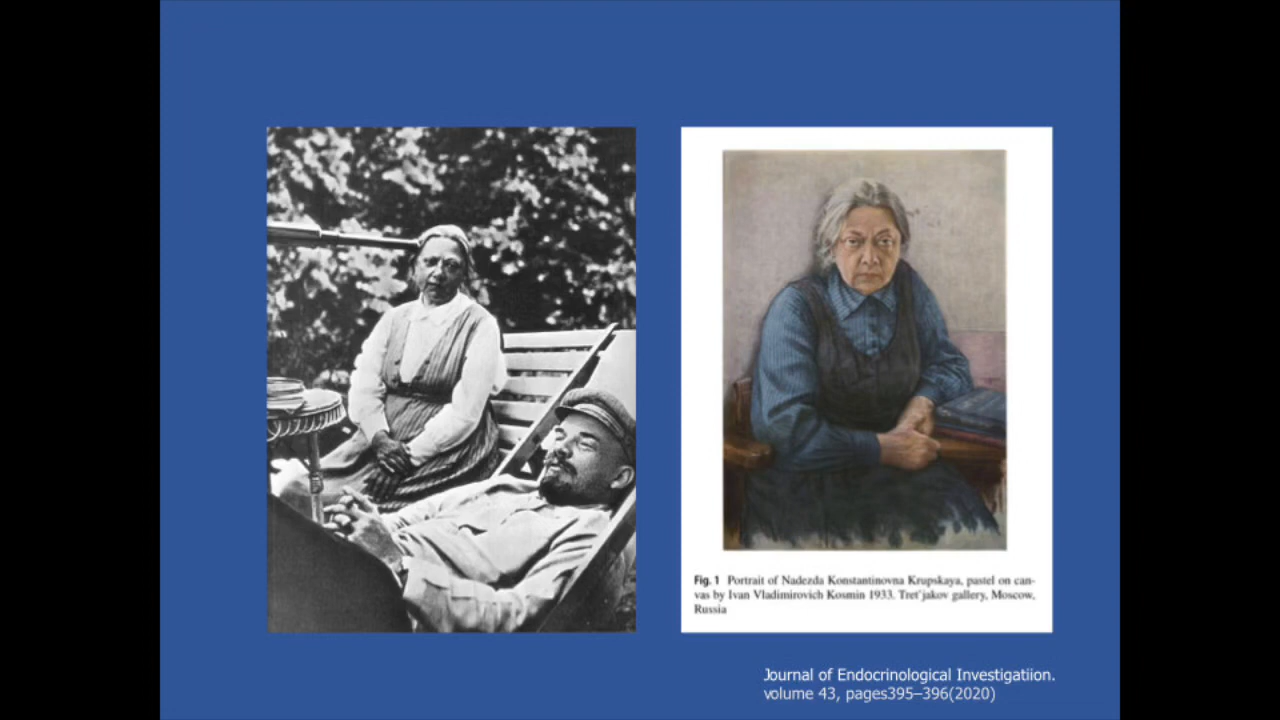 Fig. 1 Portrait of Nadezda Konstantinovna Krupskaya, pastel on can-
vas by Ivan Vladimirovich Kosmin 1933. Tret'jakov gallery, Moscow,
Russia
Journal of Endocrinological Investigatiion.
volume 43, pages395–396(2020)